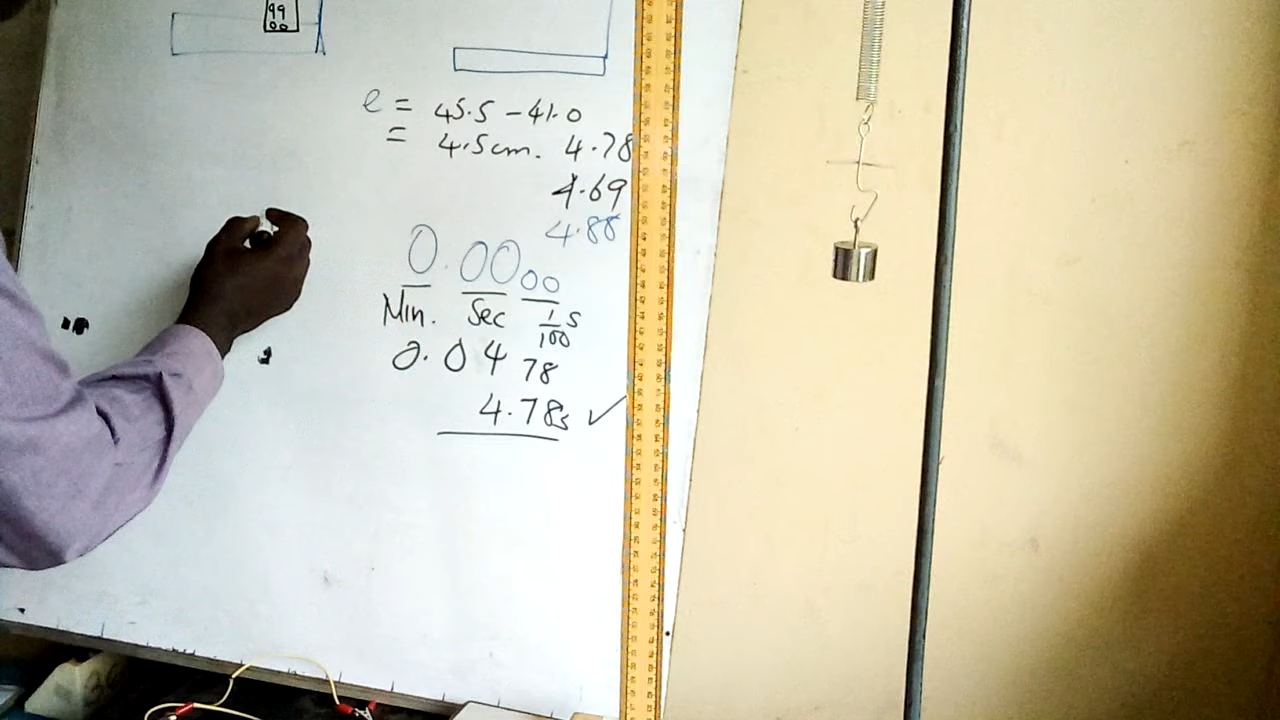 99
00
e = 45.5 - 41.0
= 4.5cm. 4.78
4.69
4.88
0.00 00
Min. Sec 1/100 s
0.04 78
4.78s ✓